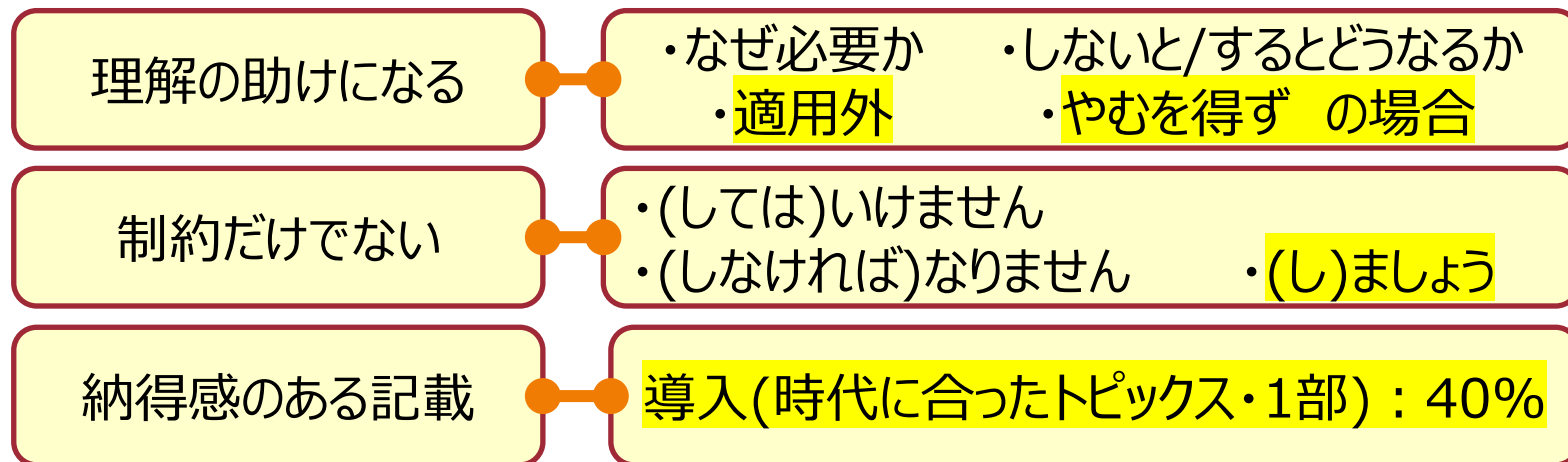 理解の助けになる
・なぜ必要か ・しないと/するとどうなるか
・適用外 ・やむを得ず の場合
制約だけでない
・(しては)いけません
・(しなければ)なりません ・(し)ましょう
納得感のある記載
導入(時代に合ったトピックス・1部)：40%